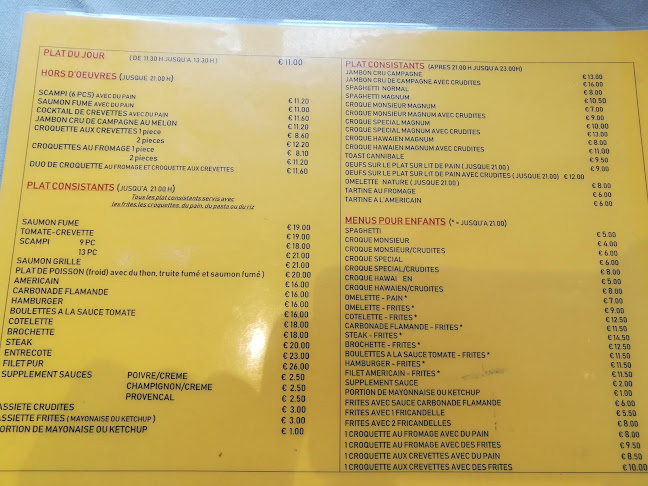 PLAT DU JOUR (DE 11.30 H JUSQU'A 13.30 H) € 11.00
HORS D'OEUVRES (JUSQUE 21.00 H)
SCAMPI (6 PCS) AVEC DU PAIN € 11.20
SAUMON FUME AVEC DU PAIN € 11.00
COCKTAIL DE CREVETTES AVEC DU PAIN € 11.60
JAMBON CRU DE CAMPAGNE AU MELON € 11.20
CROQUETTE AUX CREVETTES 1 piece € 8.60
2 pieces € 12.20
CROQUETTES AU FROMAGE 1 piece € 8.10
2 pieces € 11.20
DUO DE CROQUETTE AU FROMAGE ET CROQUETTE AUX CREVETTES € 11.60
PLAT CONSISTANTS (JUSQU'A 21.00 H)
Tous les plat consistants servis avec
les frites, les croquettes, du pain, du pasta ou du riz
SAUMON FUME € 19.00
TOMATE-CREVETTE € 19.00
SCAMPI 9 PC € 18.00
13 PC € 21.00
SAUMON GRILLE € 21.00
PLAT DE POISSON (froid) avec du thon, truite fumé et saumon fumé) € 20.00
AMERICAIN € 16.00
CARBONADE FLAMANDE € 16.00
HAMBURGER € 16.00
BOULETTES A LA SAUCE TOMATE € 16.00
COTELETTE € 18.00
BROCHETTE € 18.00
STEAK € 20.00
ENTRECOTE € 23.00
FILET PUR € 26.00
SUPPLEMENT SAUCES POIVRE/CREME € 2.50
CHAMPIGNON/CREME € 2.50
PROVENCAL € 2.50
ASSIETE CRUDITES € 3.00
ASSIETTE FRITES (MAYONAISE OU KETCHUP) € 3.00
PORTION DE MAYONAISE OU KETCHUP € 1.00
PLAT CONSISTANTS (APRES 21.00 H JUSQU'A 23.00H)
JAMBON CRU CAMPAGNE € 13.00
JAMBON CRU DE CAMPAGNE AVEC CRUDITES € 16.00
SPAGHETTI NORMAL € 8.00
SPAGHETTI MAGNUM € 10.50
CROQUE MONSIEUR MAGNUM € 7.00
CROQUE MONSIEUR MAGNUM AVEC CRUDITES € 9.00
CROQUE SPECIAL MAGNUM € 10.00
CROQUE SPECIAL MAGNUM AVEC CRUDITES € 13.00
CROQUE HAWAIEN MAGNUM
CROQUE HAWAIEN MAGNUM AVEC CRUDITES € 11.00
TOAST CANNIBALE € 9.50
OEUFS SUR LE PLAT SUR LIT DE PAIN (JUSQUE 21.00) € 9.00
OEUFS SUR LE PLAT SUR LIT DE PAIN AVEC CRUDITES (JUSQUE 21.00) € 12.00
OMELETTE NATURE (JUSQUE 21.00) € 8.00
TARTINE AU FROMAGE € 6.00
TARTINE A L'AMERICAIN € 6.00
MENUS POUR ENFANTS (* = JUSQU'A 21.00)
SPAGHETTI € 5.00
CROQUE MONSIEUR € 4.00
CROQUE MONSIEUR/CRUDITES € 6.00
CROQUE SPECIAL € 6.00
CROQUE SPECIAL/CRUDITES € 8.00
CROQUE HAWAI EN € 5.00
CROQUE HAWAIEN/CRUDITES € 8.00
OMELETTE - PAIN * € 7.00
OMELETTE - FRITES * € 9.00
COTELETTE - FRITES * € 12.50
CARBONNADE FLAMANDE - FRITES * € 11.50
STEAK - FRITES * € 14.50
BROCHETTE - FRITES * € 12.50
BOULETTES A LA SAUCE TOMATE - FRITES * € 11.50
HAMBURGER - FRITES * € 11.50
FILET AMERICAIN - FRITES * € 11.50
SUPPLEMENT SAUCE € 2.00
PORTION DE MAYONNAISE OU KETCHUP € 1.00
FRITES AVEC SAUCE CARBONADE FLAMANDE € 6.00
FRITES AVEC 1 FRICANDELLE € 5.50
FRITES AVEC 2 FRICANDELLES € 8.00
1 CROQUETTE AU FROMAGE AVEC DU PAIN € 8.00
1 CROQUETTE AU FROMAGE AVEC DES FRITES € 9.50
1 CROQUETTE AUX CREVETTES AVEC DU PAIN € 8.50
1 CROQUETTE AUX CREVETTES AVEC DES FRITES € 10.00